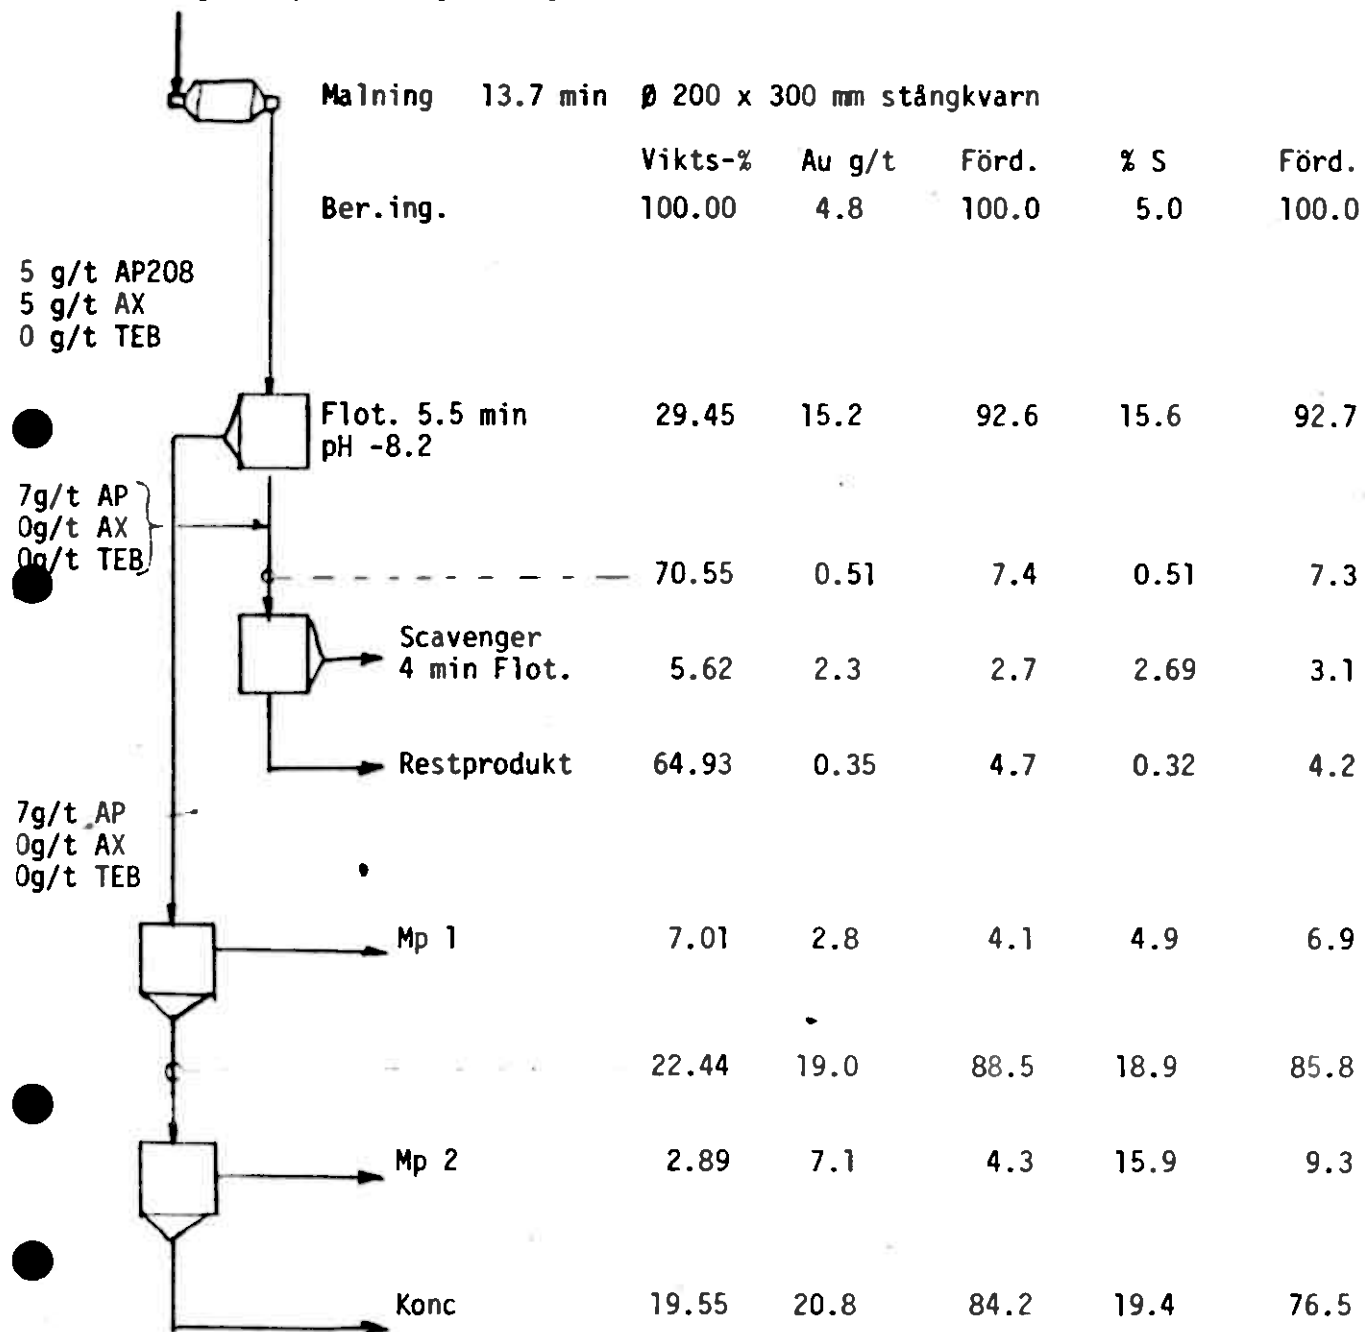 Malning 13.7 min Ø 200 x 300 mm stångkvarn
Vikts-% Au g/t Förd. % S Förd.
Ber.ing. 100.00 4.8 100.0 5.0 100.0
5 g/t AP208
5 g/t AX
0 g/t TEB
Flot. 5.5 min 29.45 15.2 92.6 15.6 92.7
pH -8.2
7g/t AP
0g/t AX
0g/t TEB
70.55 0.51 7.4 0.51 7.3
Scavenger
4 min Flot. 5.62 2.3 2.7 2.69 3.1
Restprodukt 64.93 0.35 4.7 0.32 4.2
7g/t AP
0g/t AX
0g/t TEB
Mp 1 7.01 2.8 4.1 4.9 6.9
22.44 19.0 88.5 18.9 85.8
Mp 2 2.89 7.1 4.3 15.9 9.3
Konc 19.55 20.8 84.2 19.4 76.5